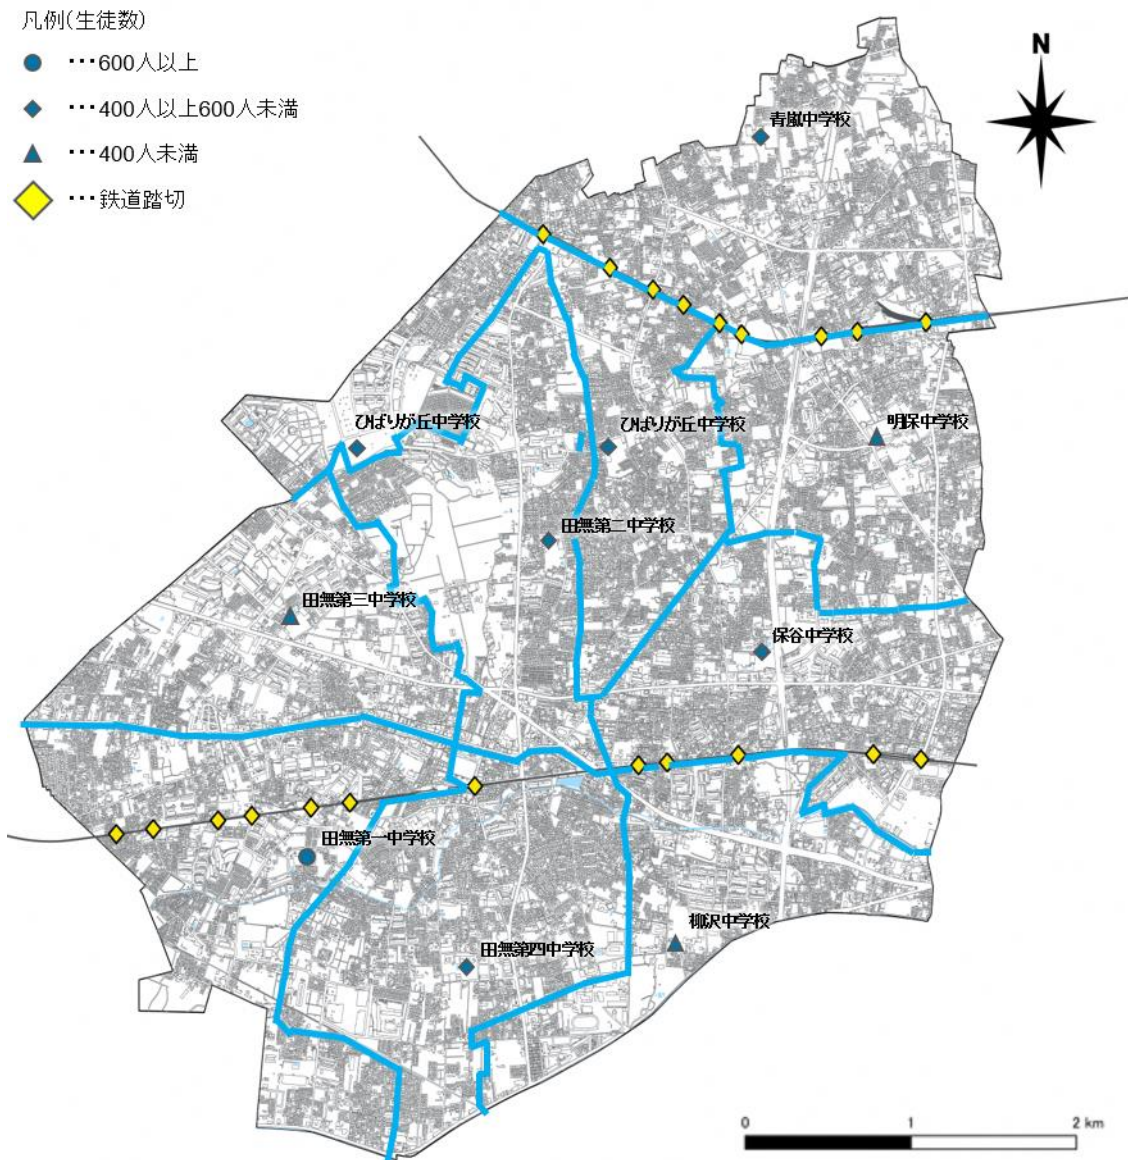 凡例(生徒数)
･･･600人以上
･･･400人以上600人未満
･･･400人未満
･･･鉄道踏切
N
青嵐中学校
ひばりが丘中学校
ひばりが丘中学校
明保中学校
田無第二中学校
田無第三中学校
保谷中学校
田無第一中学校
柳沢中学校
田無第四中学校
0 1 2 km